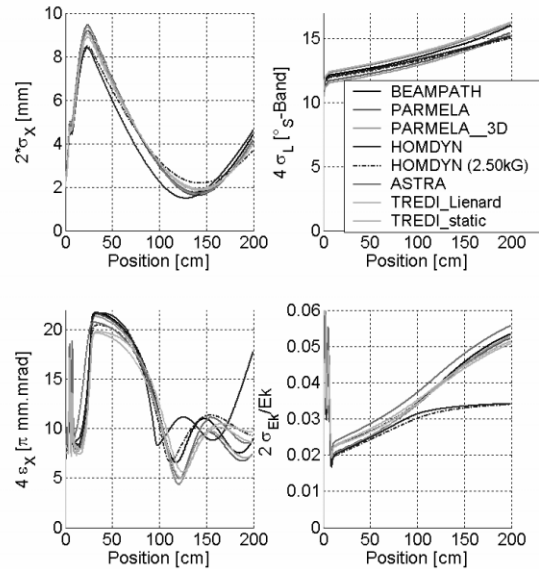 2*σX [mm]
10
8
6
4
2
0
0 50 100 150 200
Position [cm]
4 σL [°S-Band]
15
10
5
0
BEAMPATH
PARMELA
PARMELA__3D
HOMDYN
HOMDYN (2.50kG)
ASTRA
TREDI_Lienard
TREDI_static
0 50 100 150 200
Position [cm]
4 εX [π mm.mrad]
20
15
10
5
0
0 50 100 150 200
Position [cm]
2 σEk/Ek
0.06
0.05
0.04
0.03
0.02
0.01
0
0 50 100 150 200
Position [cm]